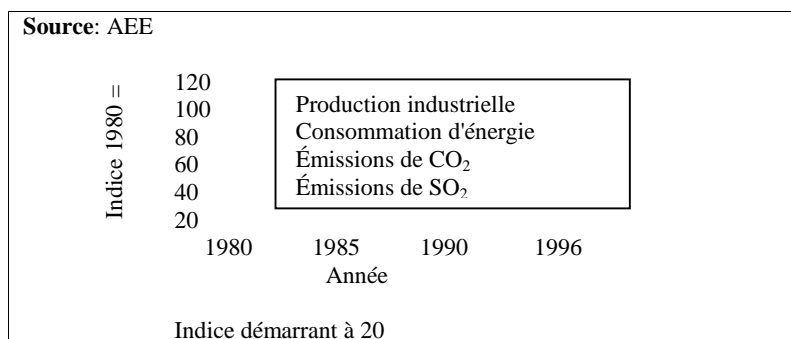 Source: AEE
Indice 1980 =
120
100
80
60
40
20
Production industrielle
Consommation d'énergie
Émissions de CO₂
Émissions de SO₂
1980 1985 1990 1996
Année
Indice démarrant à 20